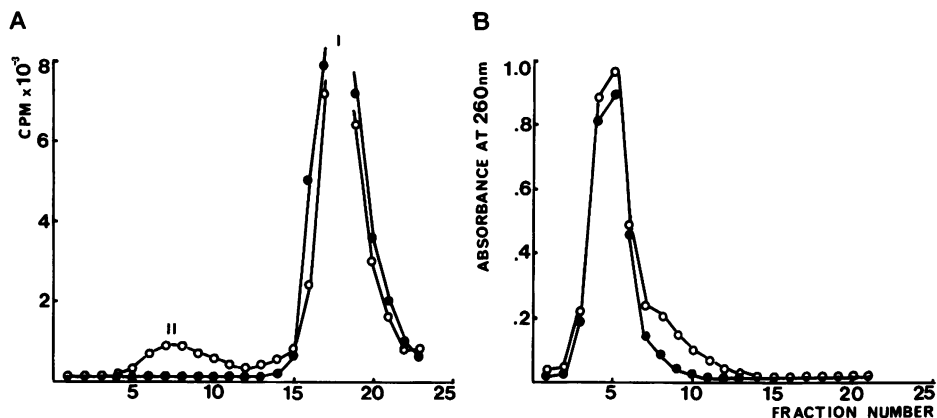 A
I
CPM x 10⁻³
8
6
4
2
II
5
10
15
20
25
B
ABSORBANCE AT 260nm
1.0
.8
.6
.4
.2
5
10
15
20
25
FRACTION NUMBER